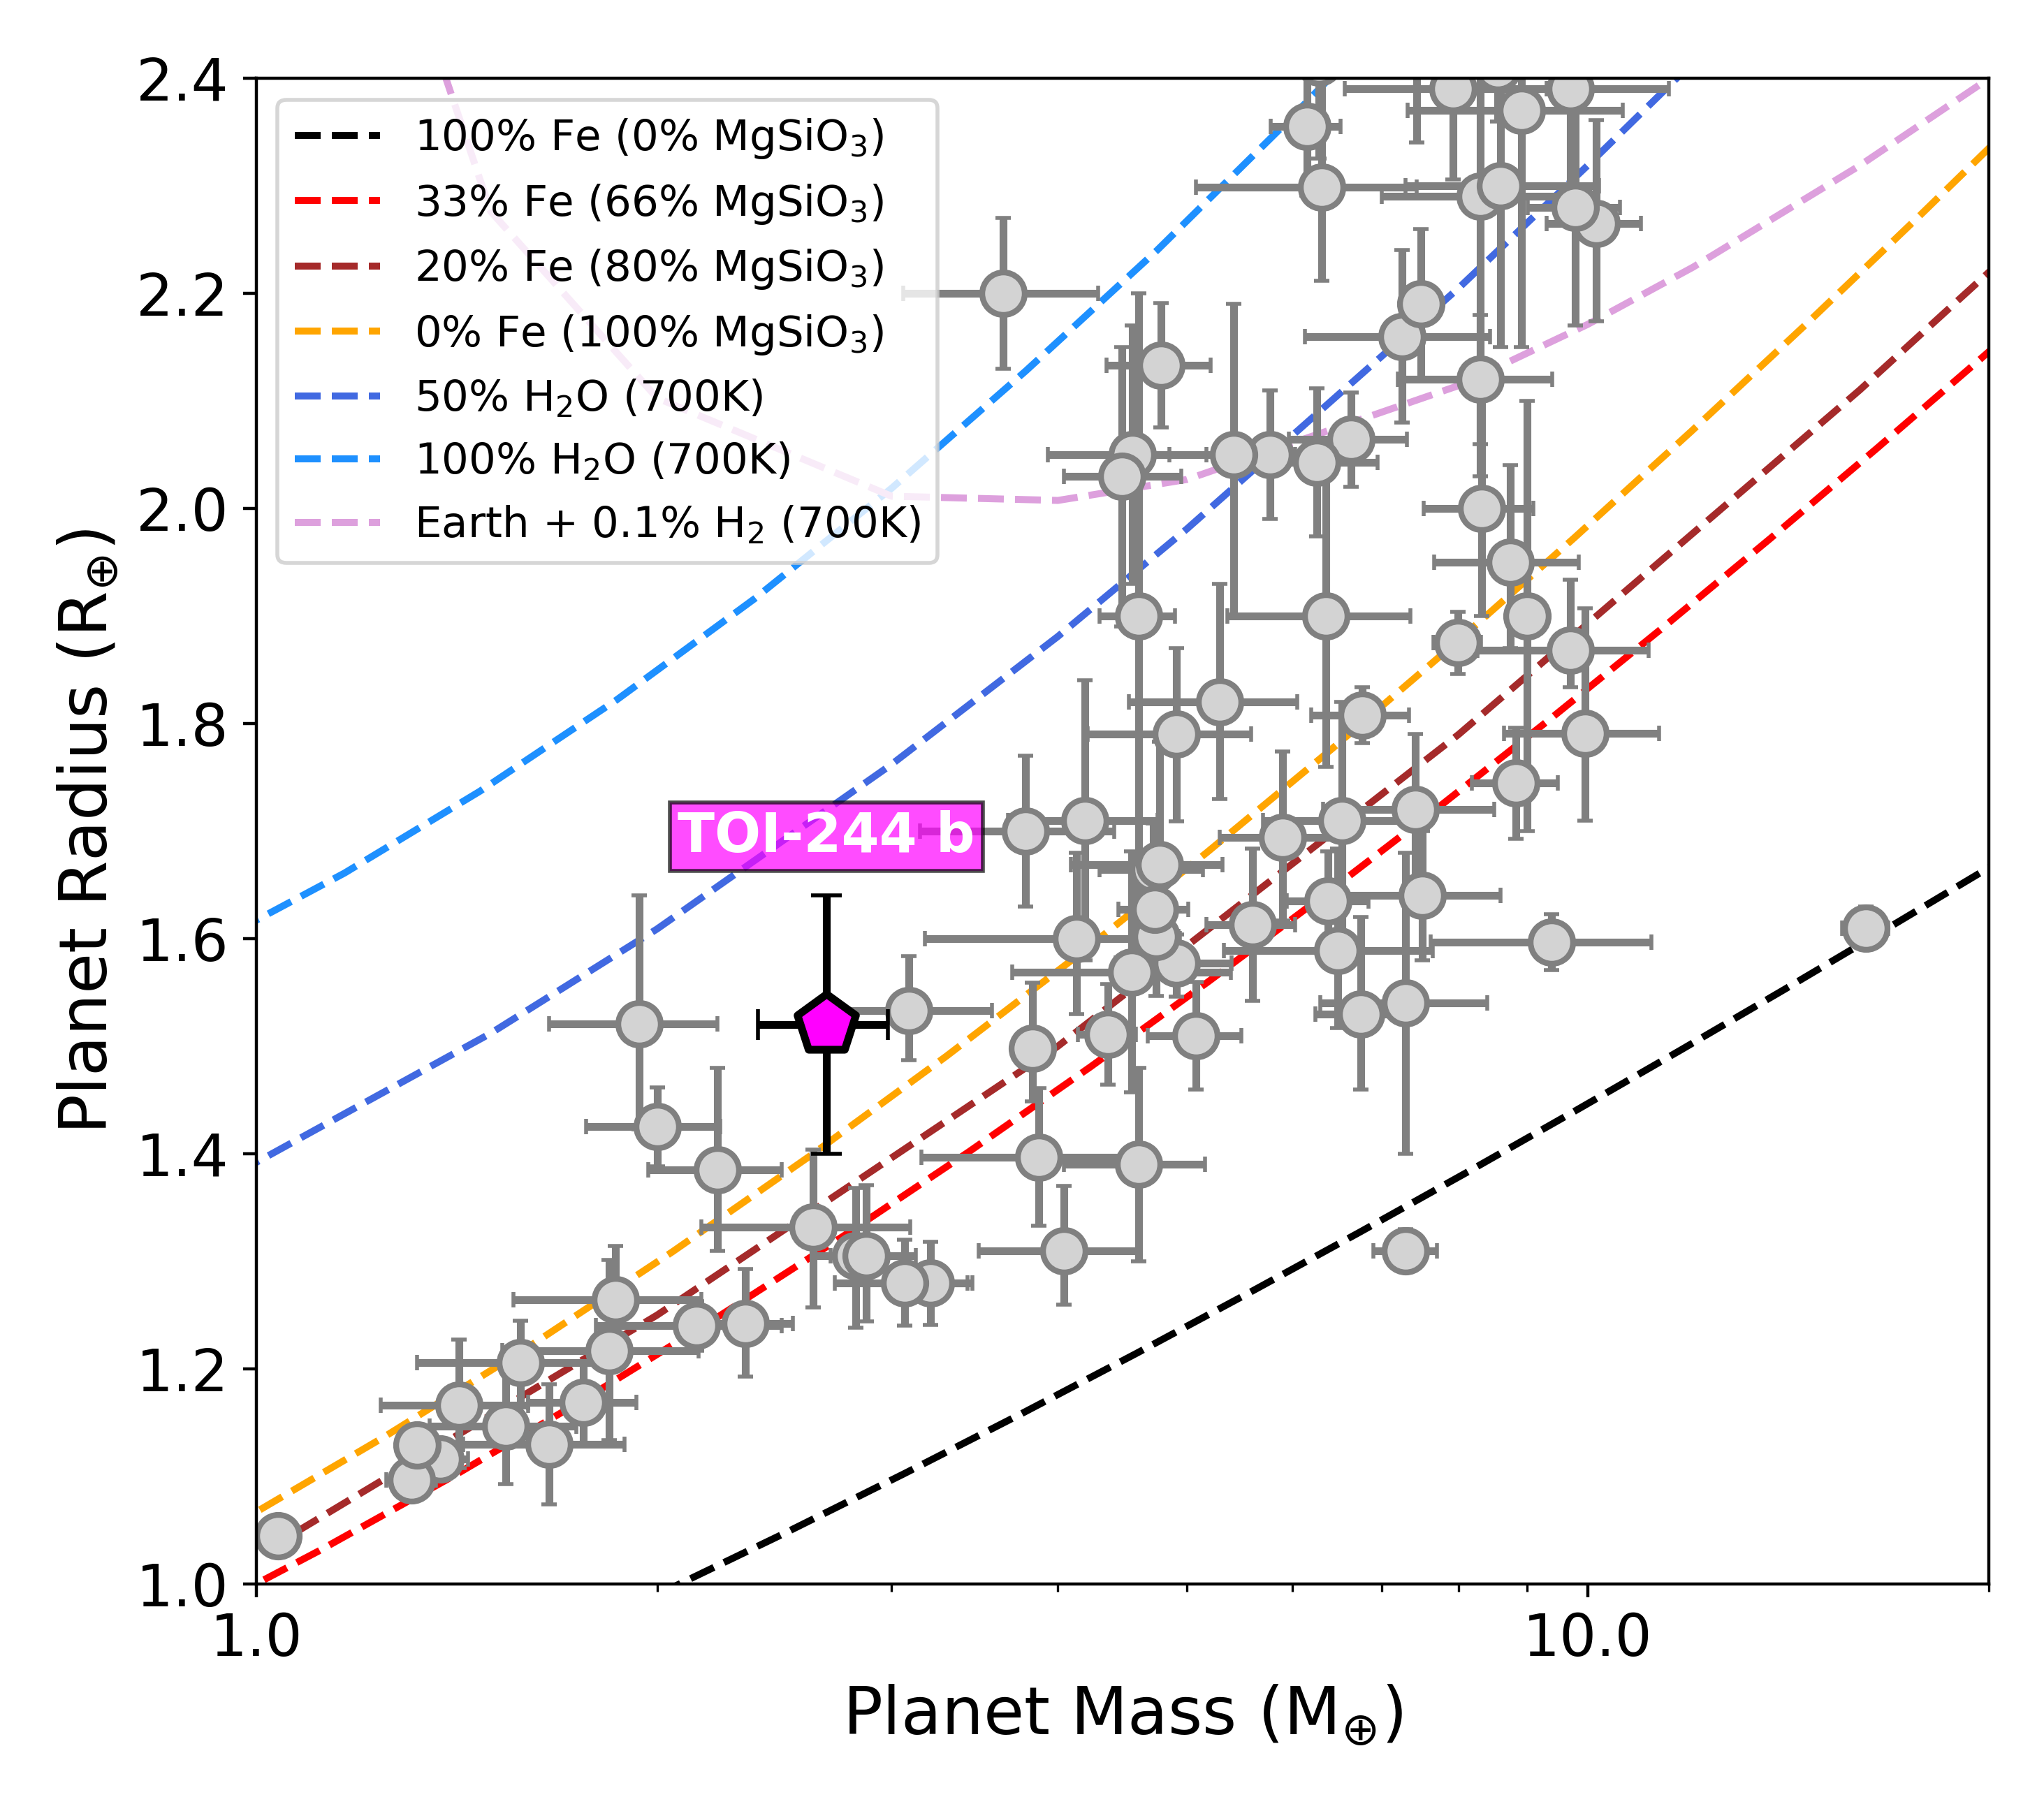 2.4
2.2
2.0
1.8
1.6
1.4
1.2
1.0
Planet Radius (R⊕)
100% Fe (0% MgSiO₃)
33% Fe (66% MgSiO₃)
20% Fe (80% MgSiO₃)
0% Fe (100% MgSiO₃)
50% H₂O (700K)
100% H₂O (700K)
Earth + 0.1% H₂ (700K)
TOI-244 b
1.0 10.0
Planet Mass (M⊕)